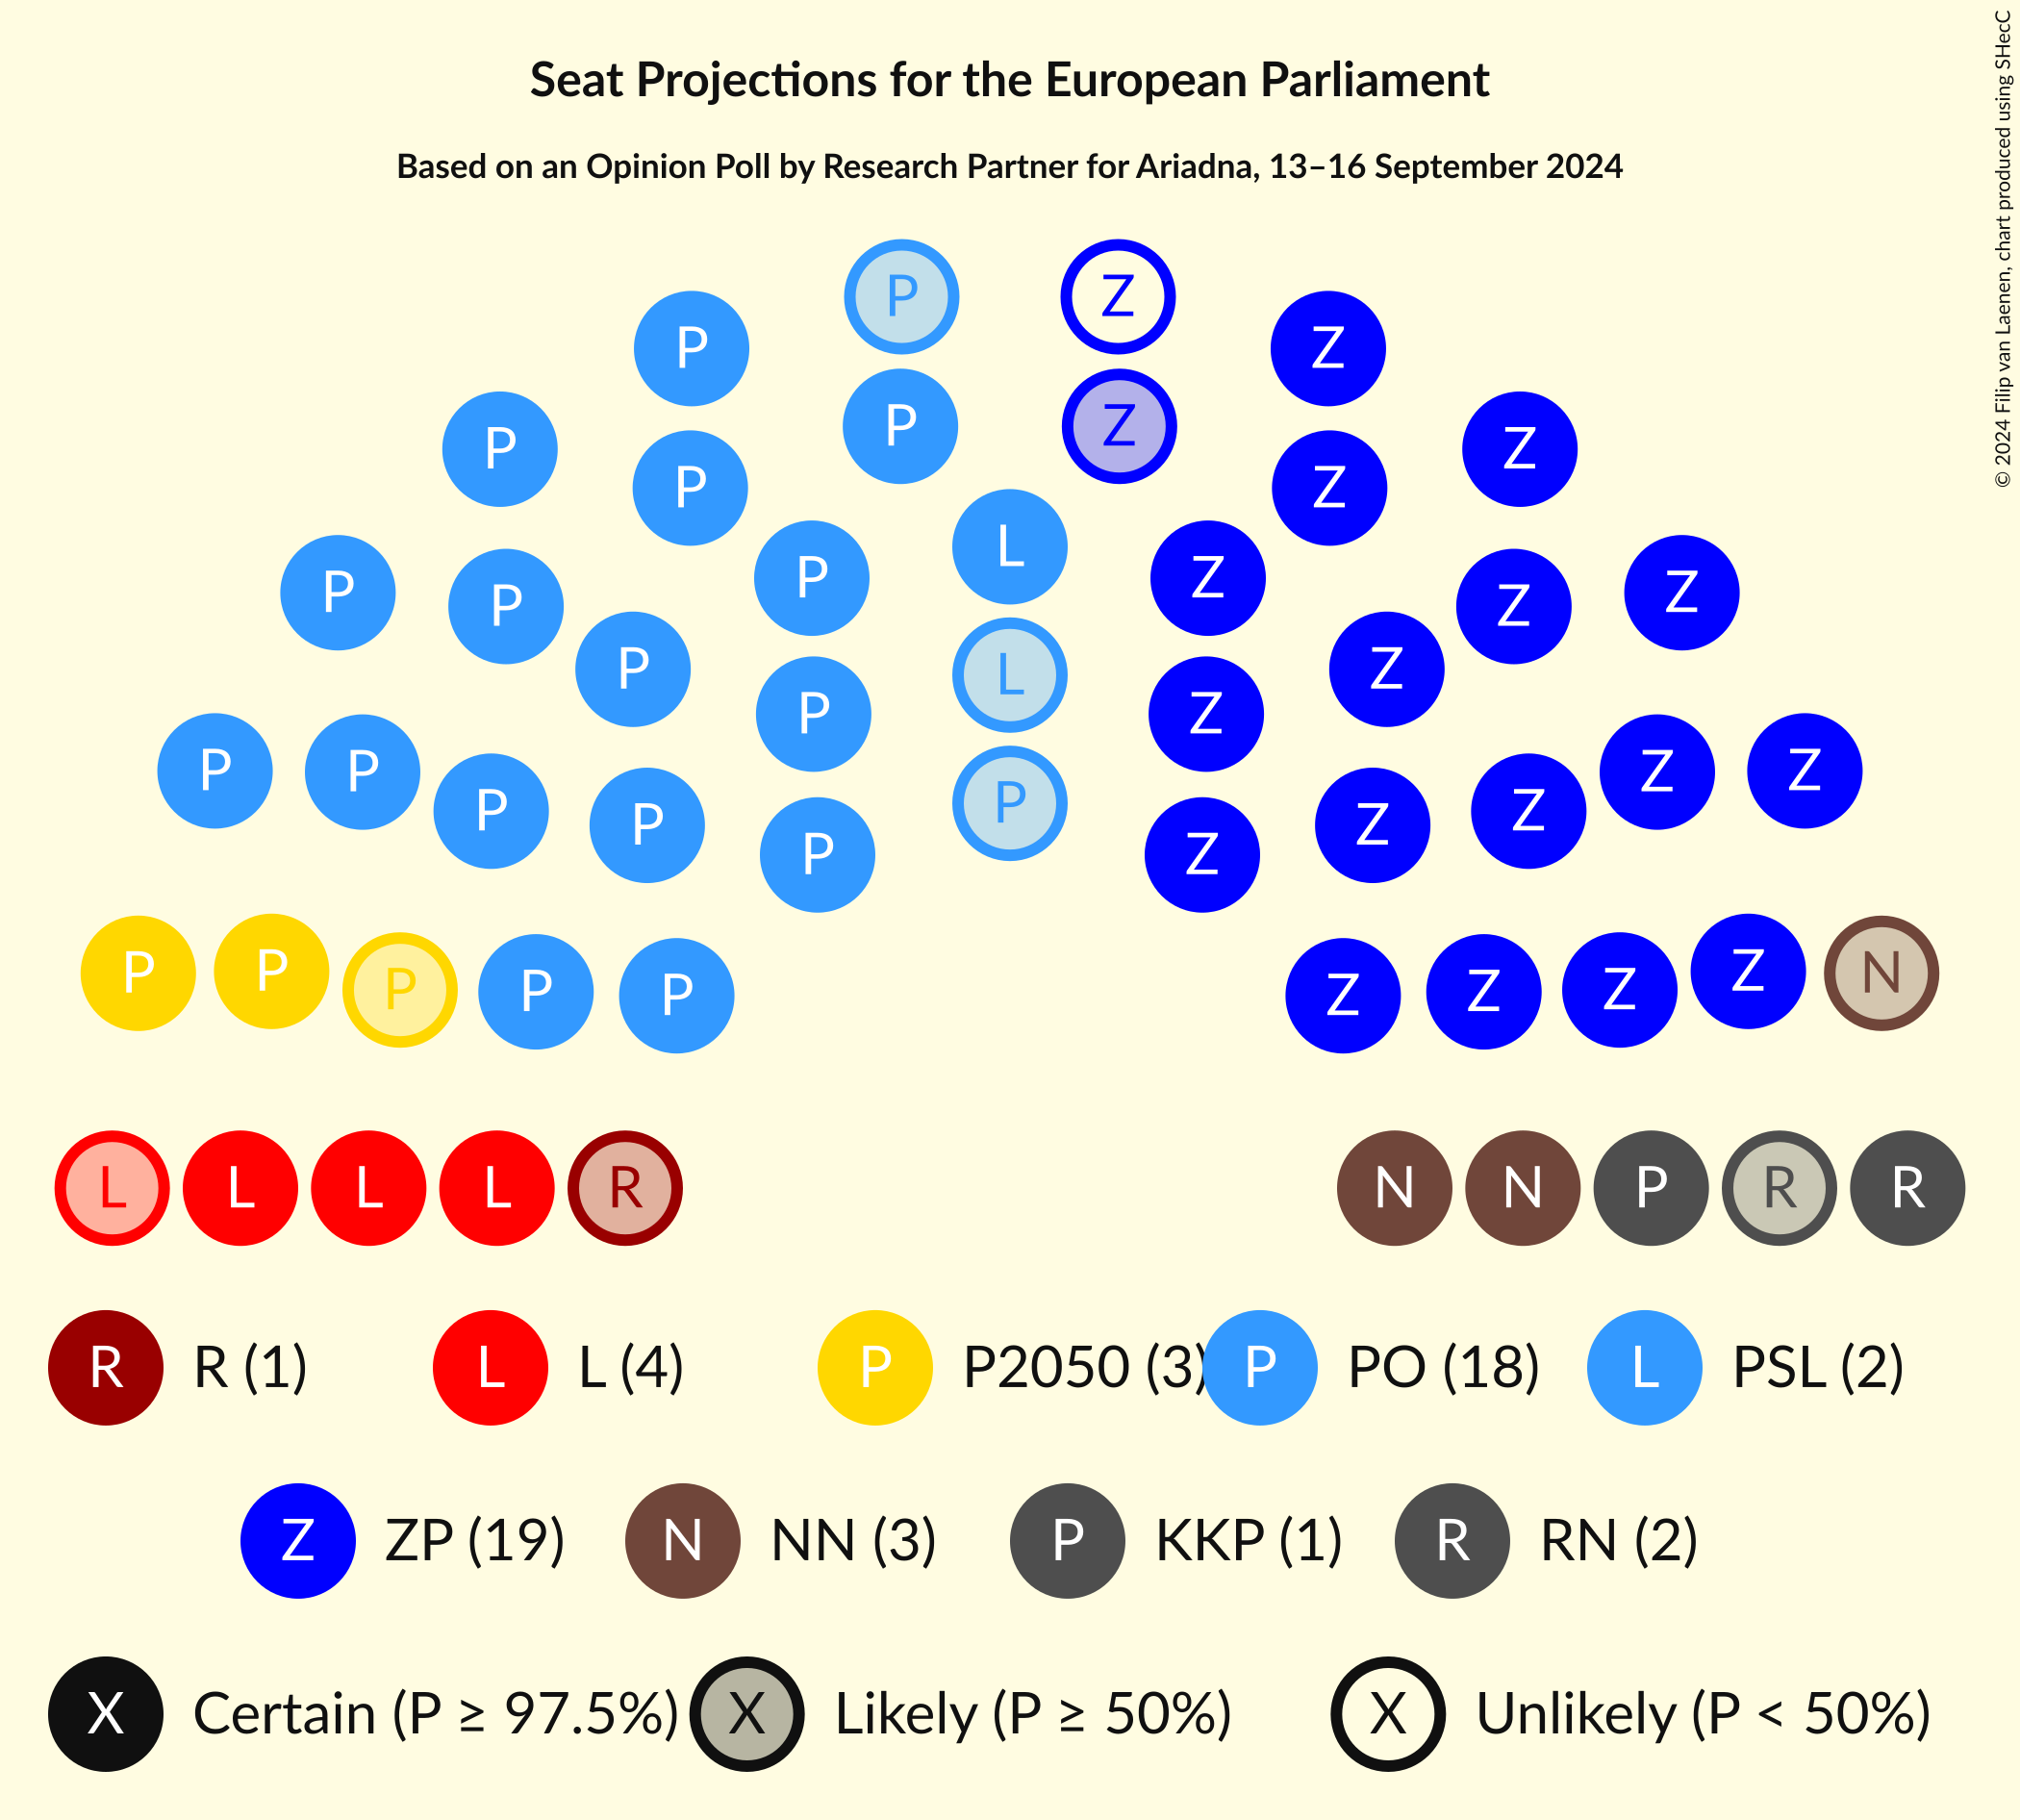 Seat Projections for the European Parliament
Based on an Opinion Poll by Research Partner for Ariadna, 13–16 September 2024
© 2024 Filip van Laenen, chart produced using SHecC
P Z
P Z
P Z
P Z
P Z
L
P Z
P Z
P Z
L
P Z
P Z
P P Z Z
P
P Z
P Z
P Z
P P P P P Z Z Z Z N
L L L L R N N P R R
R R (1) L L (4) P P2050 (3) P PO (18) L PSL (2)
Z ZP (19) N NN (3) P KKP (1) R RN (2)
X Certain (P ≥ 97.5%) X Likely (P ≥ 50%) X Unlikely (P < 50%)